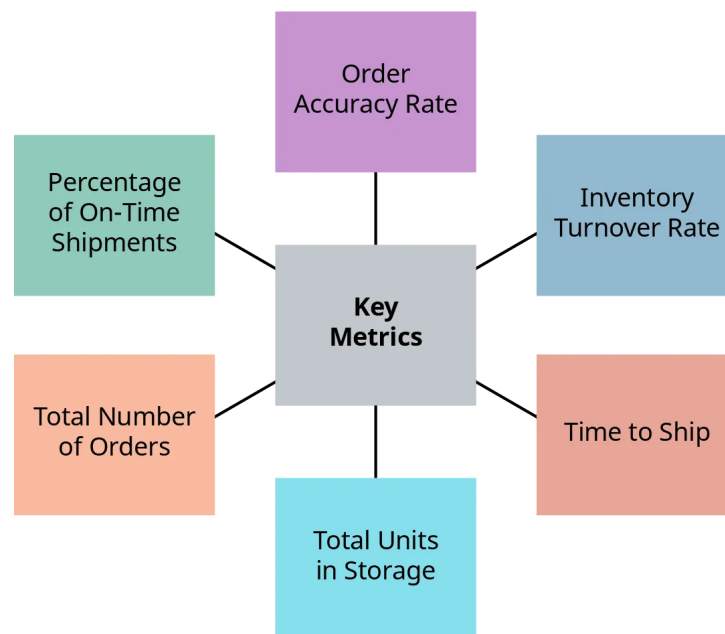 Order
Accuracy Rate
Percentage
of On-Time
Shipments
Inventory
Turnover Rate
Key
Metrics
Total Number
of Orders
Time to Ship
Total Units
in Storage